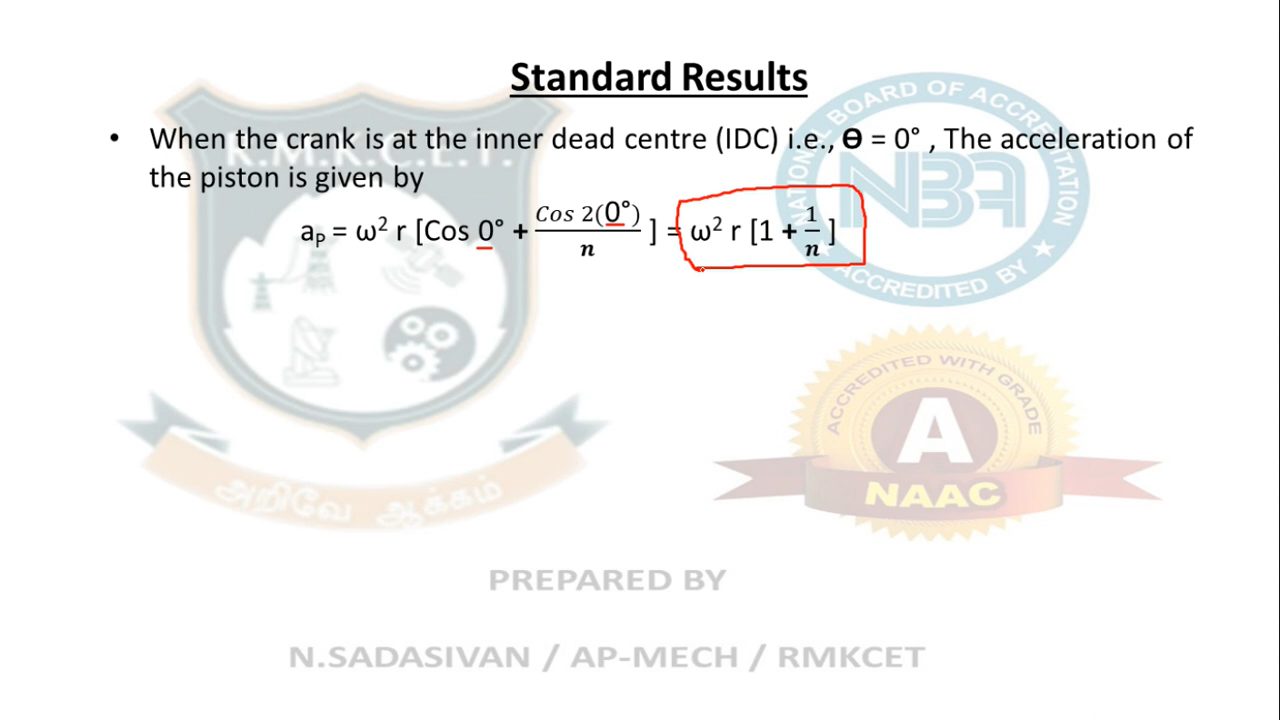 Standard Results
• When the crank is at the inner dead centre (IDC) i.e., Ɵ = 0° , The acceleration of
the piston is given by
aₚ = ω² r [Cos 0° + Cos 2(0°)/n ] = ω² r [1 + 1/n ]
R.M.K.C.E.T.
NATIONAL BOARD OF ACCREDITATION
NBA
★ ACCREDITED BY ★
ACCREDITED WITH GRADE
A
NAAC
அறிவே ஆக்கம்
PREPARED BY
N.SADASIVAN / AP-MECH / RMKCET